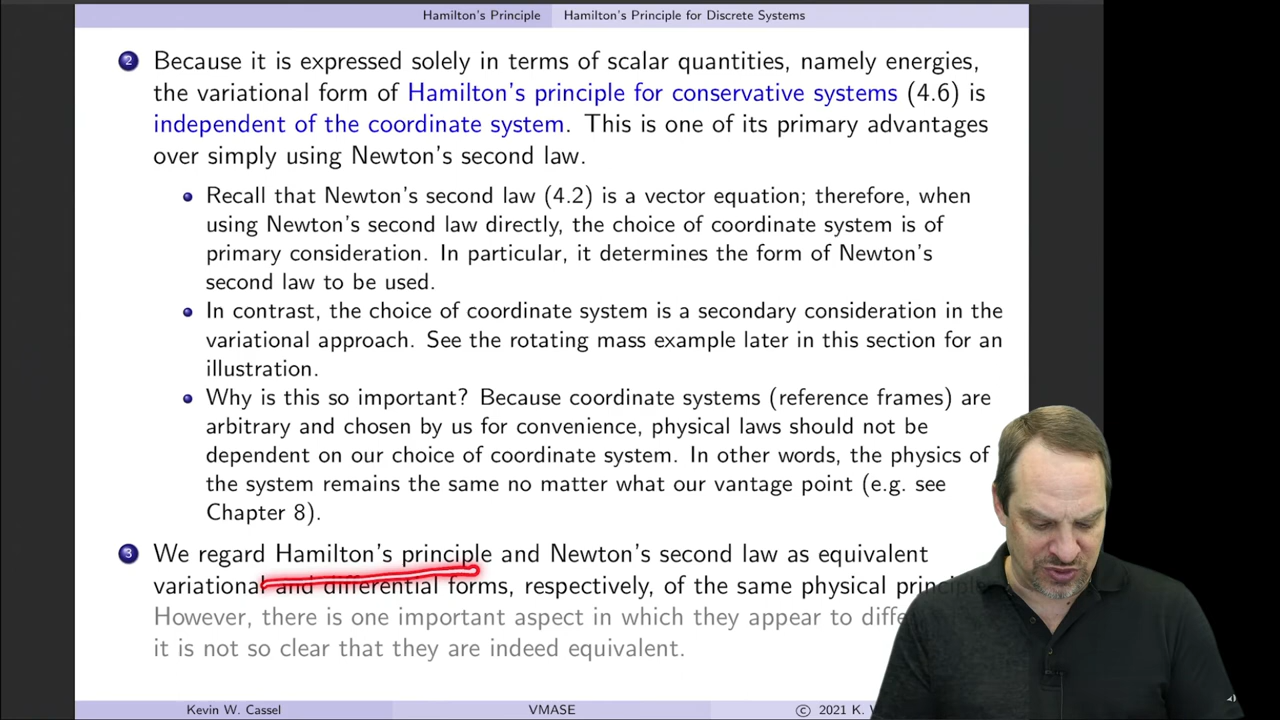 Hamilton's Principle Hamilton's Principle for Discrete Systems
2 Because it is expressed solely in terms of scalar quantities, namely energies,
the variational form of Hamilton's principle for conservative systems (4.6) is
independent of the coordinate system. This is one of its primary advantages
over simply using Newton's second law.
Recall that Newton's second law (4.2) is a vector equation; therefore, when
using Newton's second law directly, the choice of coordinate system is of
primary consideration. In particular, it determines the form of Newton's
second law to be used.
In contrast, the choice of coordinate system is a secondary consideration in the
variational approach. See the rotating mass example later in this section for an
illustration.
Why is this so important? Because coordinate systems (reference frames) are
arbitrary and chosen by us for convenience, physical laws should not be
dependent on our choice of coordinate system. In other words, the physics of
the system remains the same no matter what our vantage point (e.g. see
Chapter 8).
3 We regard Hamilton's principle and Newton's second law as equivalent
variational and differential forms, respectively, of the same physical
However, there is one important aspect in which they appear to
it is not so clear that they are indeed equivalent.
Kevin W. Cassel VMASE © 2021 K.